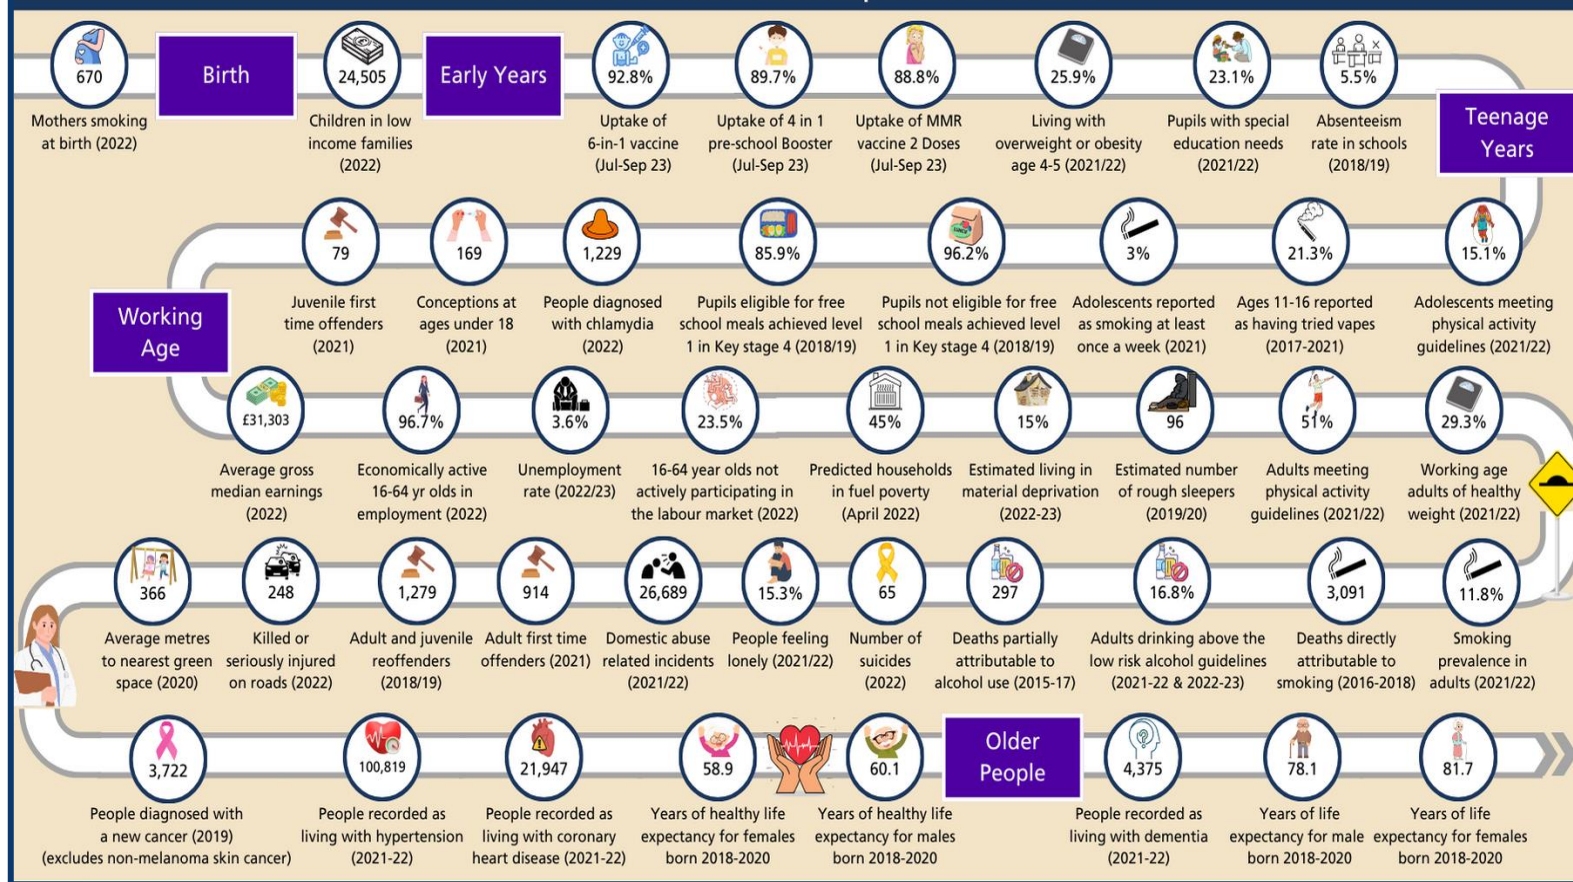 670
Mothers smoking
at birth (2022)
Birth
24,505
Children in low
income families
(2022)
Early Years
92.8%
Uptake of
6-in-1 vaccine
(Jul-Sep 23)
89.7%
Uptake of 4 in 1
pre-school Booster
(Jul-Sep 23)
88.8%
Uptake of MMR
vaccine 2 Doses
(Jul-Sep 23)
25.9%
Living with
overweight or obesity
age 4-5 (2021/22)
23.1%
Pupils with special
education needs
(2021/22)
5.5%
Absenteeism
rate in schools
(2018/19)
Teenage
Years
79
Juvenile first
time offenders
(2021)
169
Conceptions at
ages under 18
(2021)
1,229
People diagnosed
with chlamydia
(2022)
85.9%
Pupils eligible for free
school meals achieved level
1 in Key stage 4 (2018/19)
96.2%
Pupils not eligible for free
school meals achieved level
1 in Key stage 4 (2018/19)
3%
Adolescents reported
as smoking at least
once a week (2021)
21.3%
Ages 11-16 reported
as having tried vapes
(2017-2021)
15.1%
Adolescents meeting
physical activity
guidelines (2021/22)
Working
Age
£31,303
Average gross
median earnings
(2022)
96.7%
Economically active
16-64 yr olds in
employment (2022)
3.6%
Unemployment
rate (2022/23)
23.5%
16-64 year olds not
actively participating in
the labour market (2022)
45%
Predicted households
in fuel poverty
(April 2022)
15%
Estimated living in
material deprivation
(2022-23)
96
Estimated number
of rough sleepers
(2019/20)
51%
Adults meeting
physical activity
guidelines (2021/22)
29.3%
Working age
adults of healthy
weight (2021/22)
366
Average metres
to nearest green
space (2020)
248
Killed or
seriously injured
on roads (2022)
1,279
Adult and juvenile
reoffenders
(2018/19)
914
Adult first time
offenders (2021)
26,689
Domestic abuse
related incidents
(2021/22)
15.3%
People feeling
lonely (2021/22)
65
Number of
suicides
(2022)
297
Deaths partially
attributable to
alcohol use (2015-17)
16.8%
Adults drinking above the
low risk alcohol guidelines
(2021-22 & 2022-23)
3,091
Deaths directly
attributable to
smoking (2016-2018)
11.8%
Smoking
prevalence in
adults (2021/22)
3,722
People diagnosed with
a new cancer (2019)
(excludes non-melanoma skin cancer)
100,819
People recorded as
living with hypertension
(2021-22)
21,947
People recorded as
living with coronary
heart disease (2021-22)
58.9
Years of healthy life
expectancy for females
born 2018-2020
60.1
Years of healthy life
expectancy for males
born 2018-2020
Older
People
4,375
People recorded as
living with dementia
(2021-22)
78.1
Years of life
expectancy for male
born 2018-2020
81.7
Years of life
expectancy for females
born 2018-2020